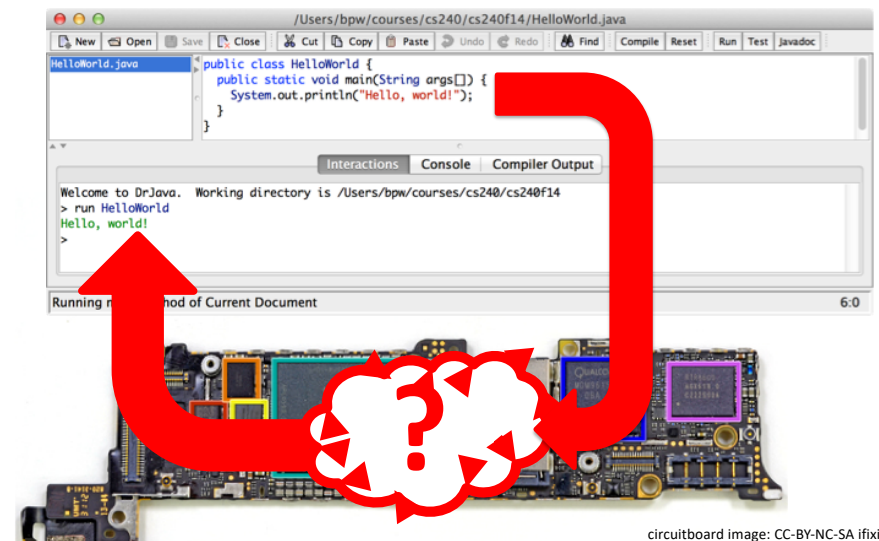 /Users/bpw/courses/cs240/cs240f14/HelloWorld.java
New Open Save Close Cut Copy Paste Undo Redo Find Compile Reset Run Test Javadoc
HelloWorld.java
public class HelloWorld {
public static void main(String args[]) {
System.out.println("Hello, world!");
}
}
Interactions Console Compiler Output
Welcome to DrJava. Working directory is /Users/bpw/courses/cs240/cs240f14
> run HelloWorld
Hello, world!
>
Running of Current Document 6:0
?
circuitboard image: CC-BY-NC-SA ifixi